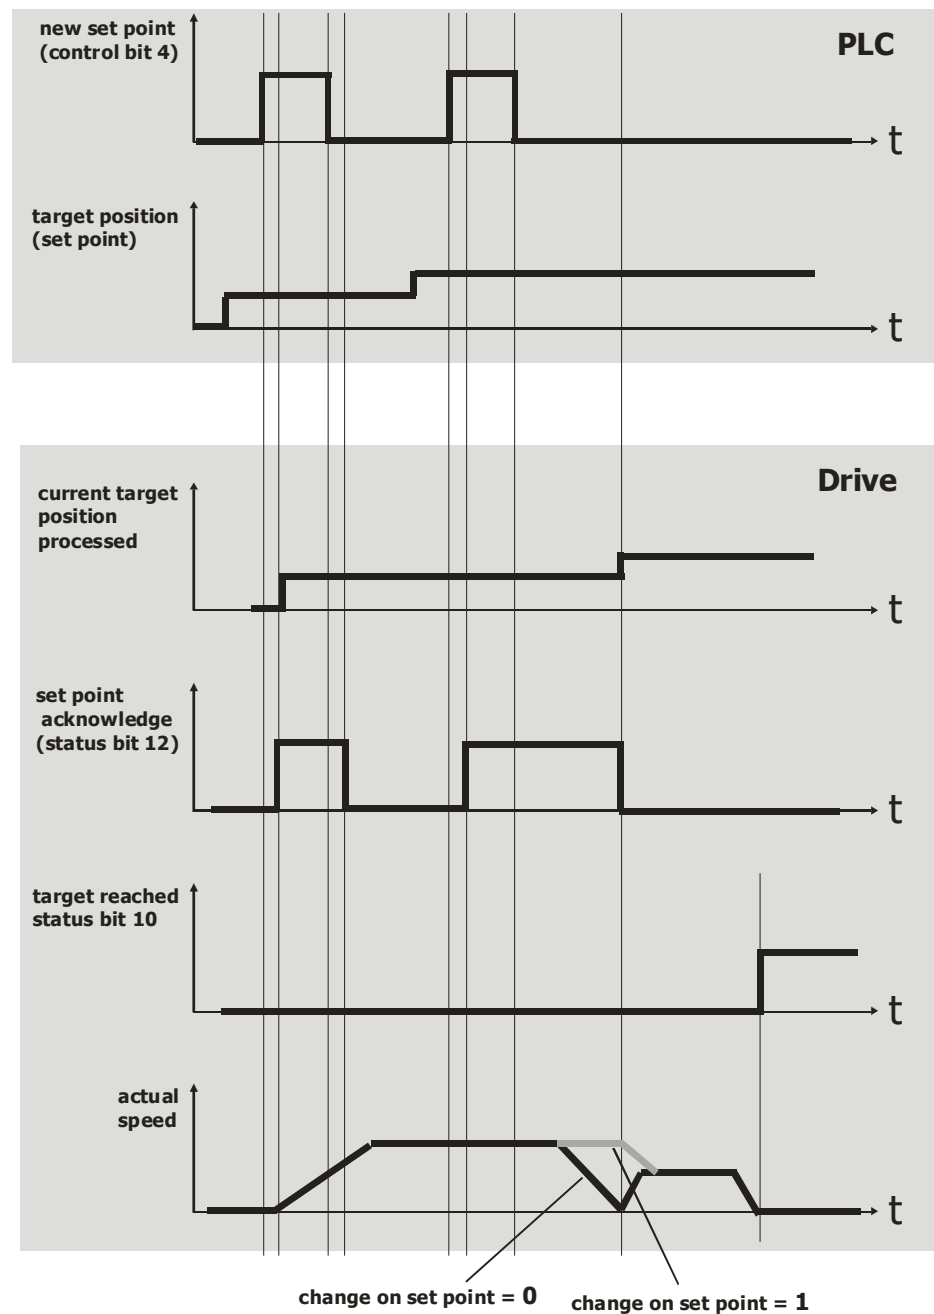 new set point
(control bit 4)
PLC
t
target position
(set point)
t
Drive
current target
position
processed
t
set point
acknowledge
(status bit 12)
t
target reached
status bit 10
t
actual
speed
t
change on set point = 0
change on set point = 1